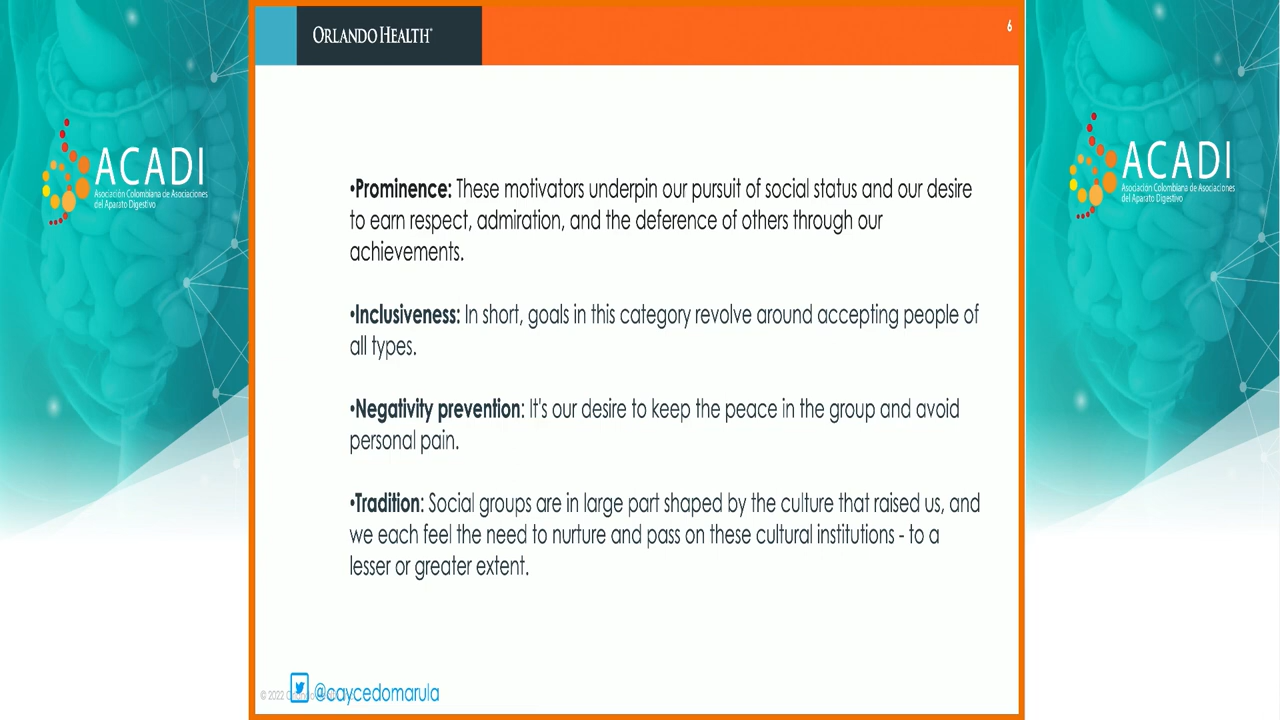 ORLANDO HEALTH®
6
ACADI
Asociación Colombiana de Asociaciones
del Aparato Digestivo
ACADI
Asociación Colombiana de Asociaciones
del Aparato Digestivo
•Prominence: These motivators underpin our pursuit of social status and our desire
to earn respect, admiration, and the deference of others through our
achievements.
•Inclusiveness: In short, goals in this category revolve around accepting people of
all types.
•Negativity prevention: It's our desire to keep the peace in the group and avoid
personal pain.
•Tradition: Social groups are in large part shaped by the culture that raised us, and
we each feel the need to nurture and pass on these cultural institutions - to a
lesser or greater extent.
© 2022
@caycedomarula